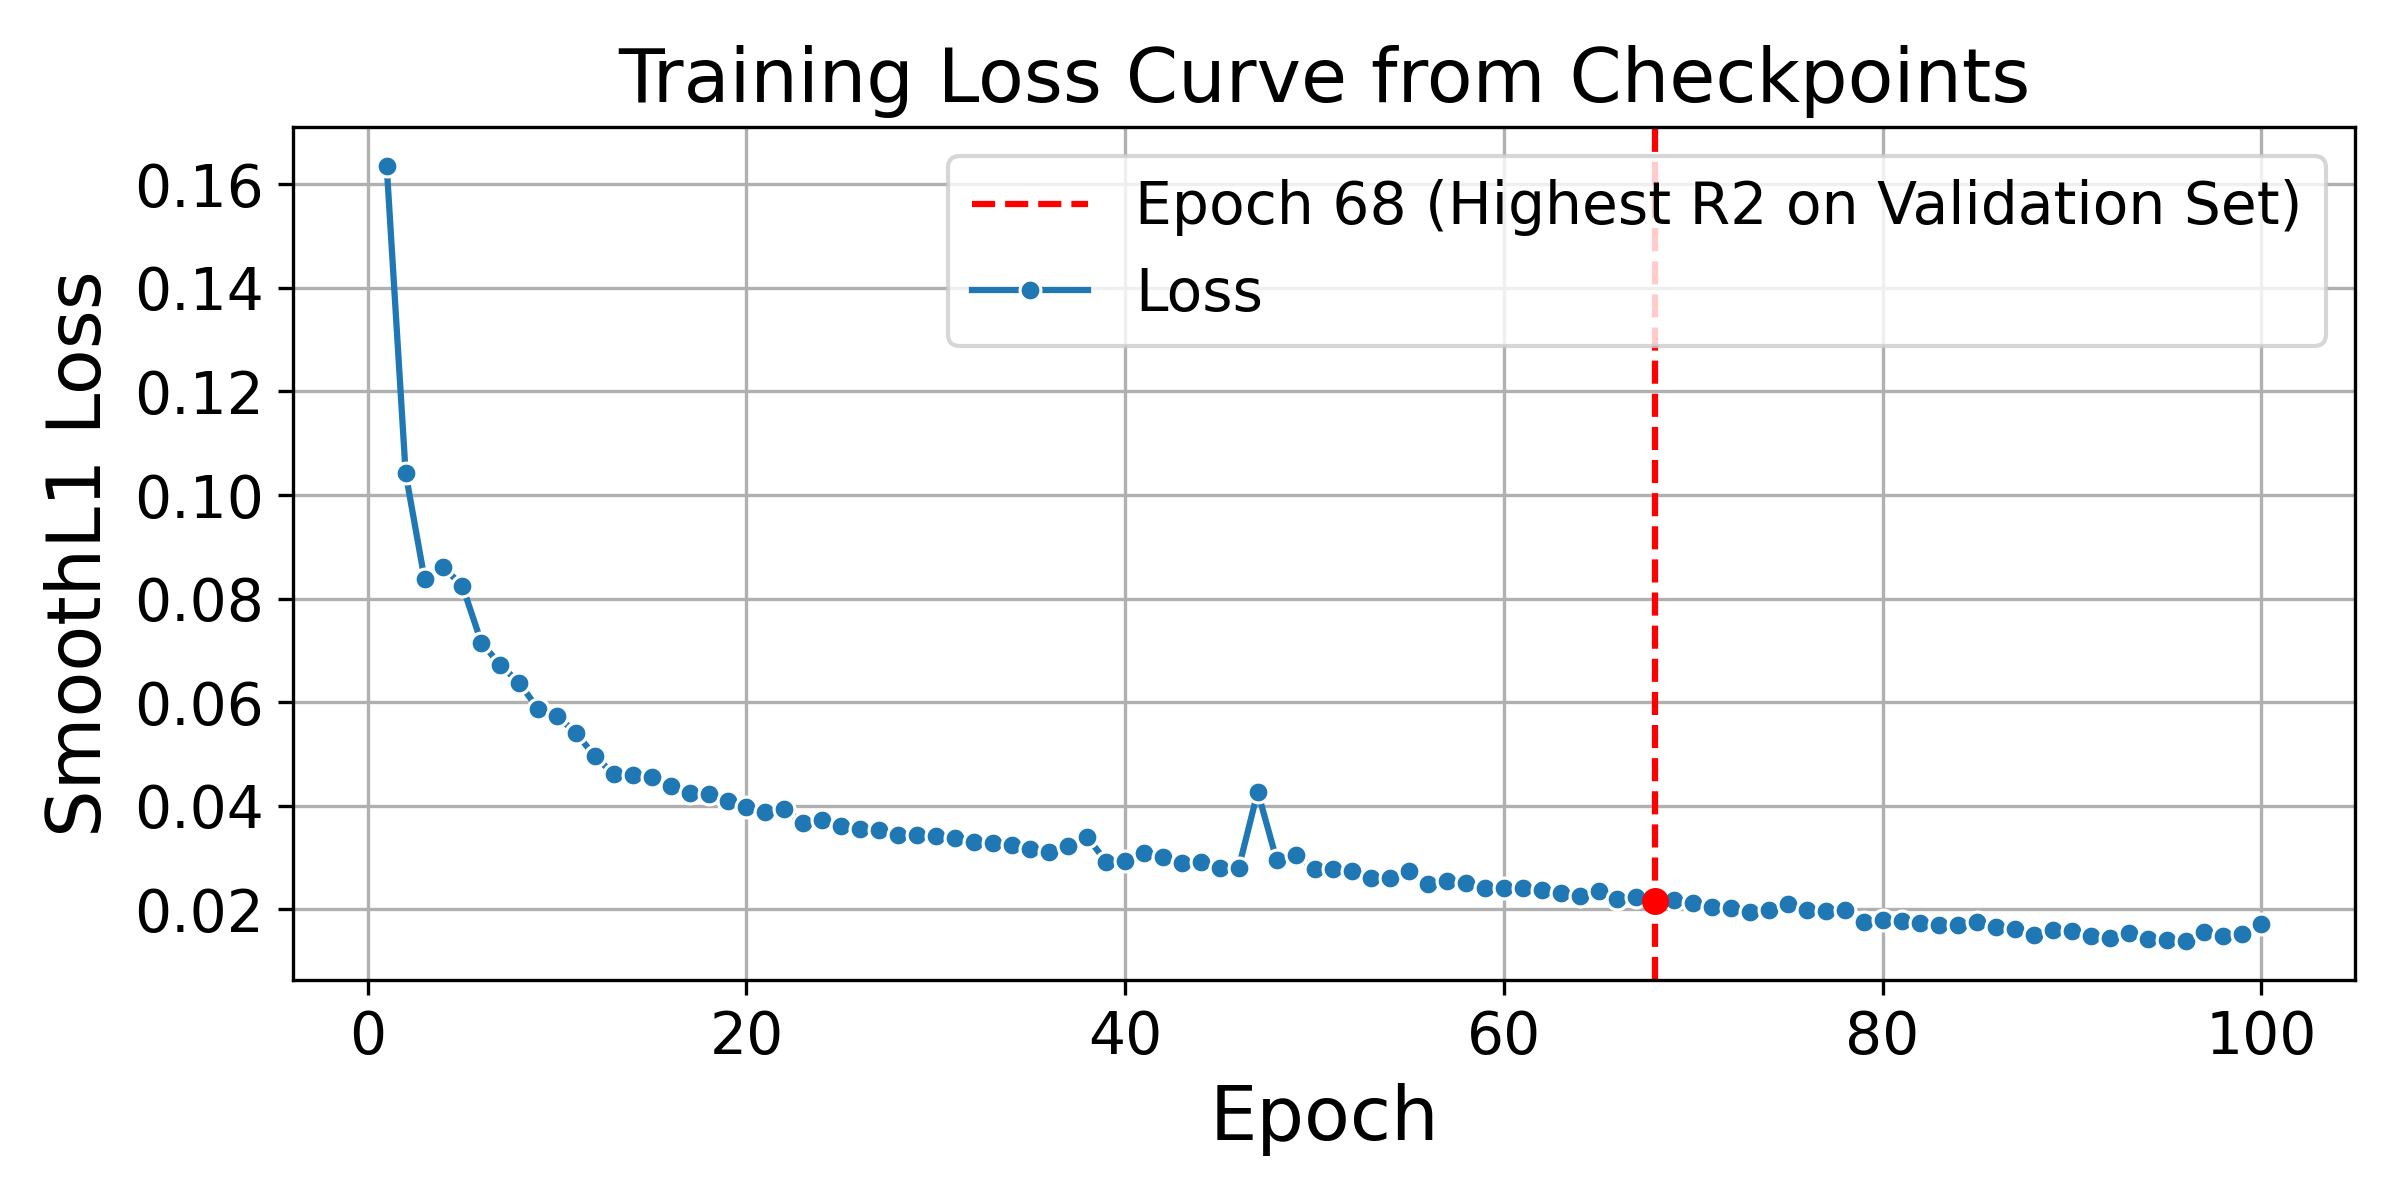 Training Loss Curve from Checkpoints
SmoothL1 Loss
0.16
0.14
0.12
0.10
0.08
0.06
0.04
0.02
Epoch 68 (Highest R2 on Validation Set)
Loss
0 20 40 60 80 100
Epoch